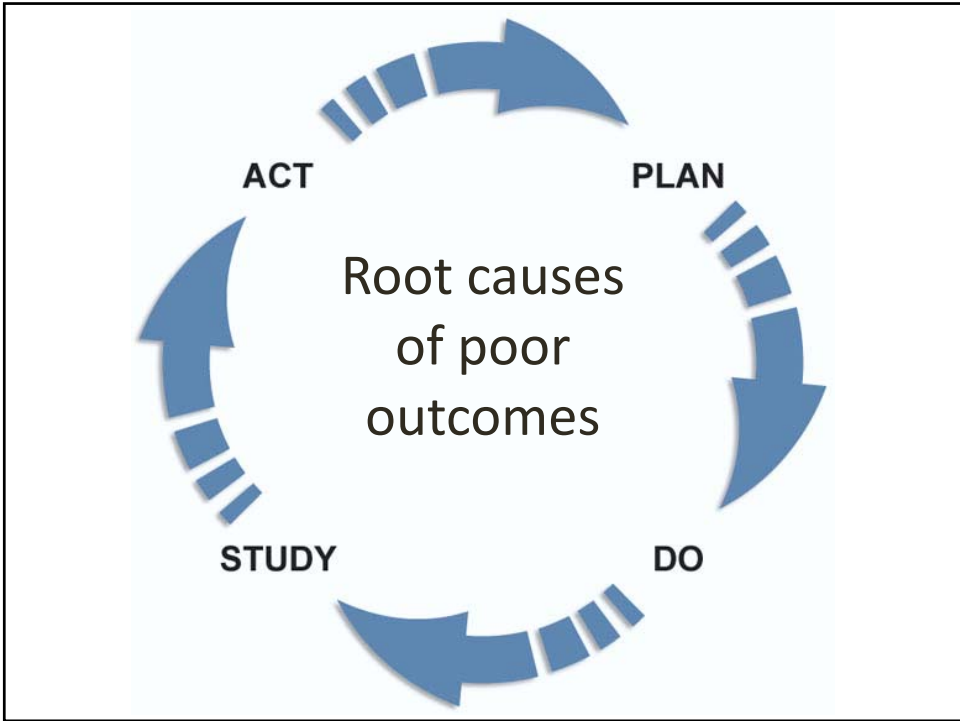 ACT
PLAN
Root causes
of poor
outcomes
STUDY
DO